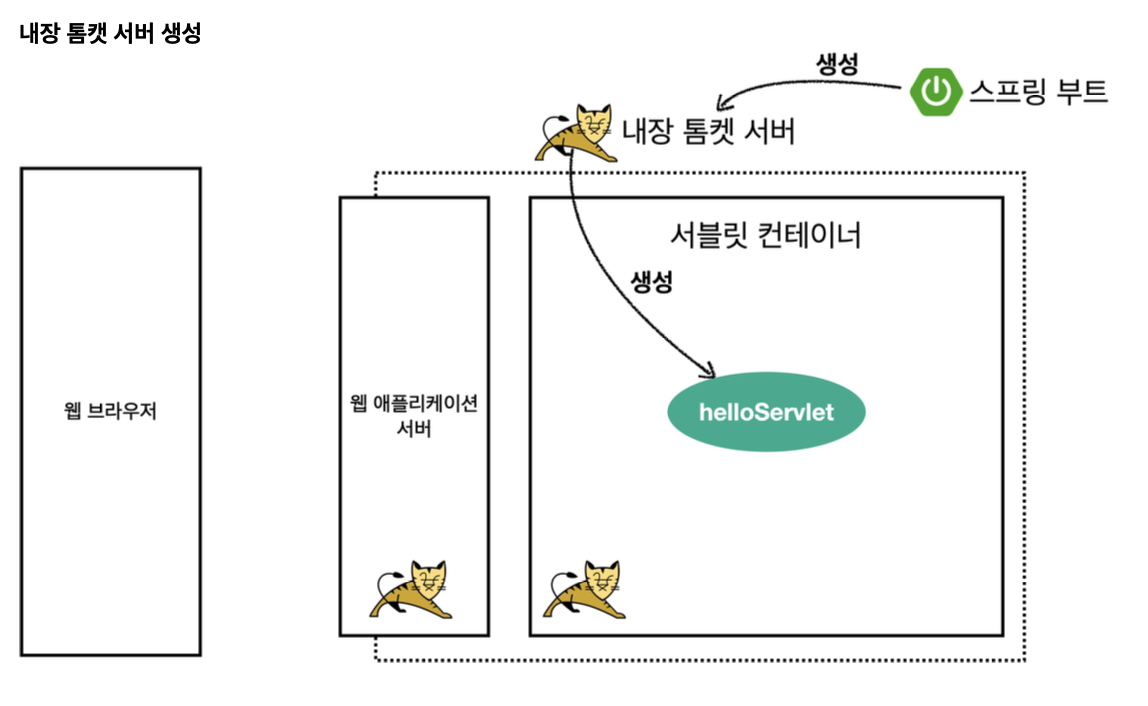 내장 톰캣 서버 생성
생성
스프링 부트
내장 톰켓 서버
서블릿 컨테이너
생성
웹 브라우저
웹 애플리케이션
서버
helloServlet